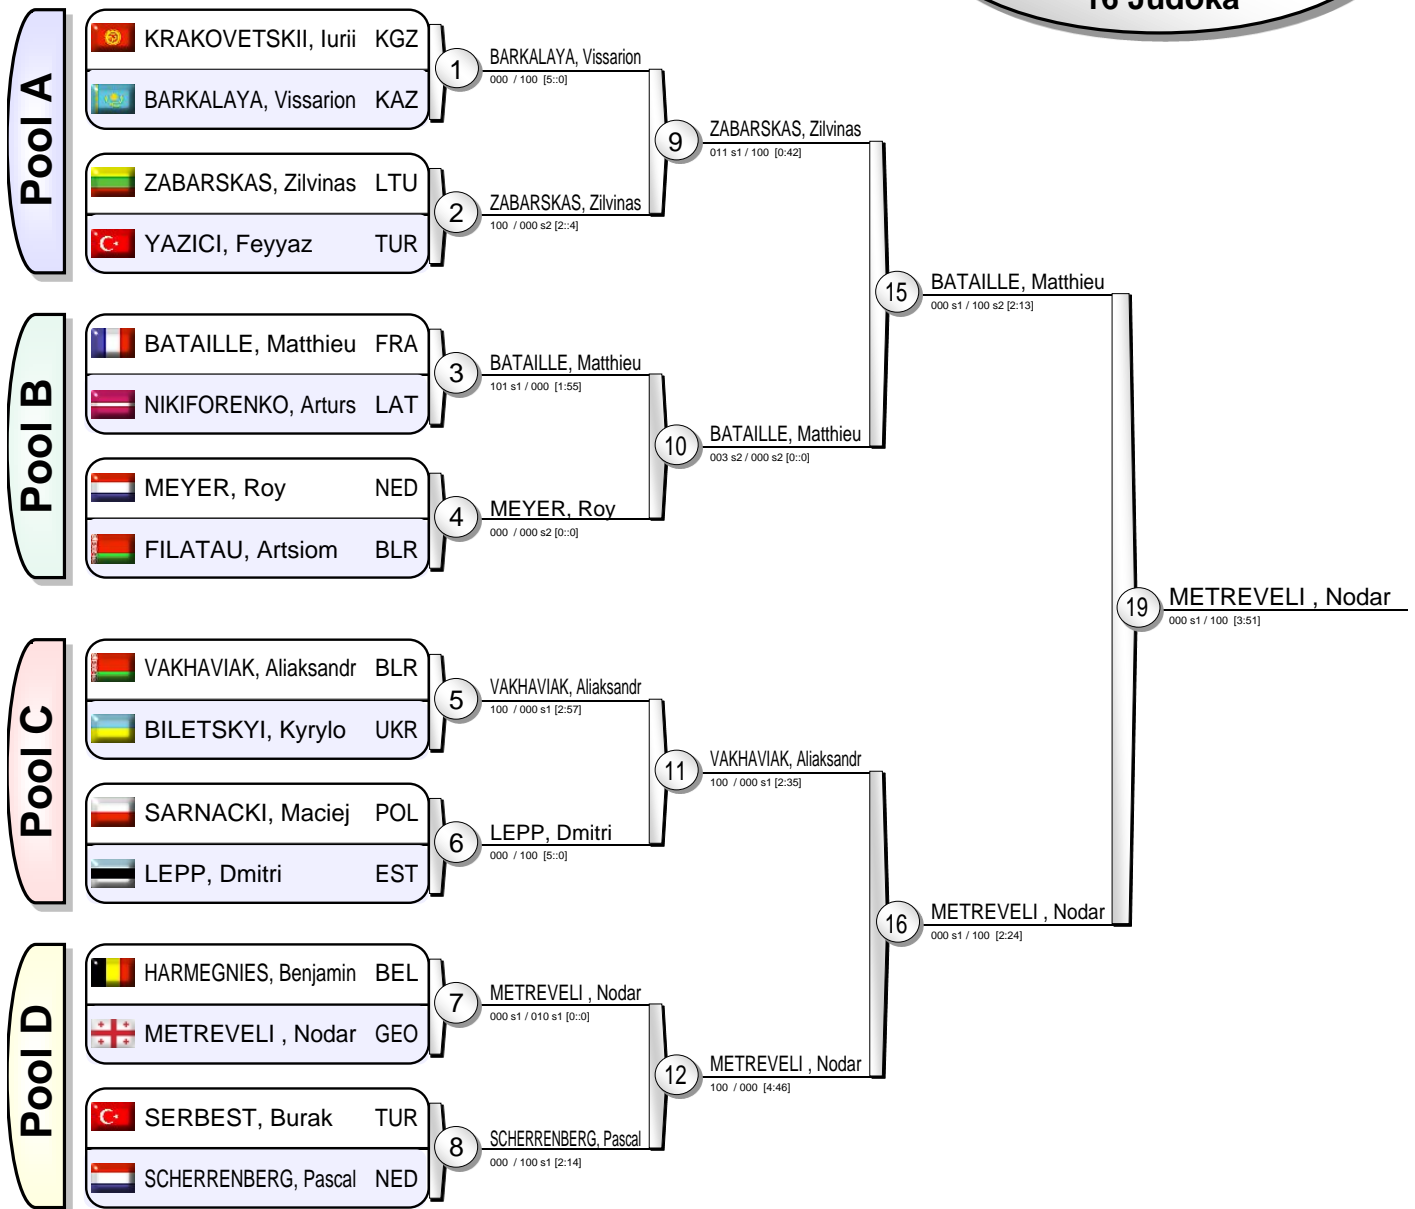 16 Judoka
Pool A
KRAKOVETSKII, Iurii KGZ
BARKALAYA, Vissarion KAZ
ZABARSKAS, Zilvinas LTU
YAZICI, Feyyaz TUR
1
BARKALAYA, Vissarion
000 / 100 [5::0]
2
ZABARSKAS, Zilvinas
100 / 000 s2 [2::4]
9
ZABARSKAS, Zilvinas
011 s1 / 100 [0:42]
Pool B
BATAILLE, Matthieu FRA
NIKIFORENKO, Arturs LAT
MEYER, Roy NED
FILATAU, Artsiom BLR
3
BATAILLE, Matthieu
101 s1 / 000 [1:55]
4
MEYER, Roy
000 / 000 s2 [0::0]
10
BATAILLE, Matthieu
003 s2 / 000 s2 [0::0]
15
BATAILLE, Matthieu
000 s1 / 100 s2 [2:13]
Pool C
VAKHAVIAK, Aliaksandr BLR
BILETSKYI, Kyrylo UKR
SARNACKI, Maciej POL
LEPP, Dmitri EST
5
VAKHAVIAK, Aliaksandr
100 / 000 s1 [2:57]
6
LEPP, Dmitri
000 / 100 [5::0]
11
VAKHAVIAK, Aliaksandr
100 / 000 s1 [2:35]
Pool D
HARMEGNIES, Benjamin BEL
METREVELI , Nodar GEO
SERBEST, Burak TUR
SCHERRENBERG, Pascal NED
7
METREVELI , Nodar
000 s1 / 010 s1 [0::0]
8
SCHERRENBERG, Pascal
000 / 100 s1 [2:14]
12
METREVELI , Nodar
100 / 000 [4:46]
16
METREVELI , Nodar
000 s1 / 100 [2:24]
19
METREVELI , Nodar
000 s1 / 100 [3:51]